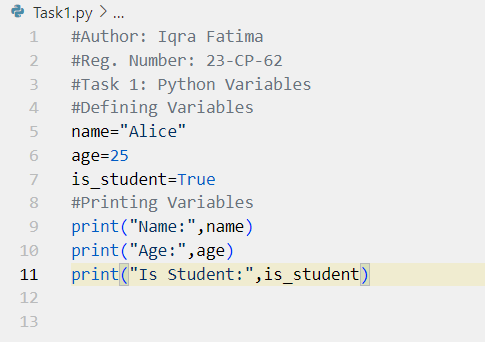 Task1.py > ...
1 #Author: Iqra Fatima
2 #Reg. Number: 23-CP-62
3 #Task 1: Python Variables
4 #Defining Variables
5 name="Alice"
6 age=25
7 is_student=True
8 #Printing Variables
9 print("Name:",name)
10 print("Age:",age)
11 print("Is Student:",is_student)
12
13